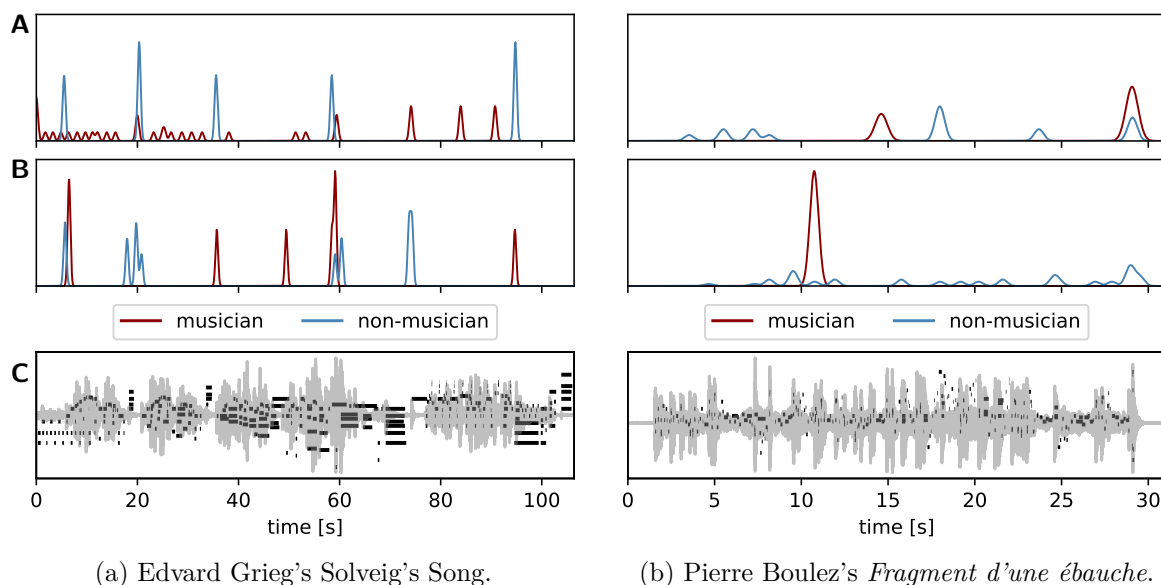 A
B
musician non-musician
musician non-musician
C
0 20 40 60 80 100
0 5 10 15 20 25 30
time [s]
time [s]
(a) Edvard Grieg's Solveig's Song.
(b) Pierre Boulez's Fragment d'une ébauche.